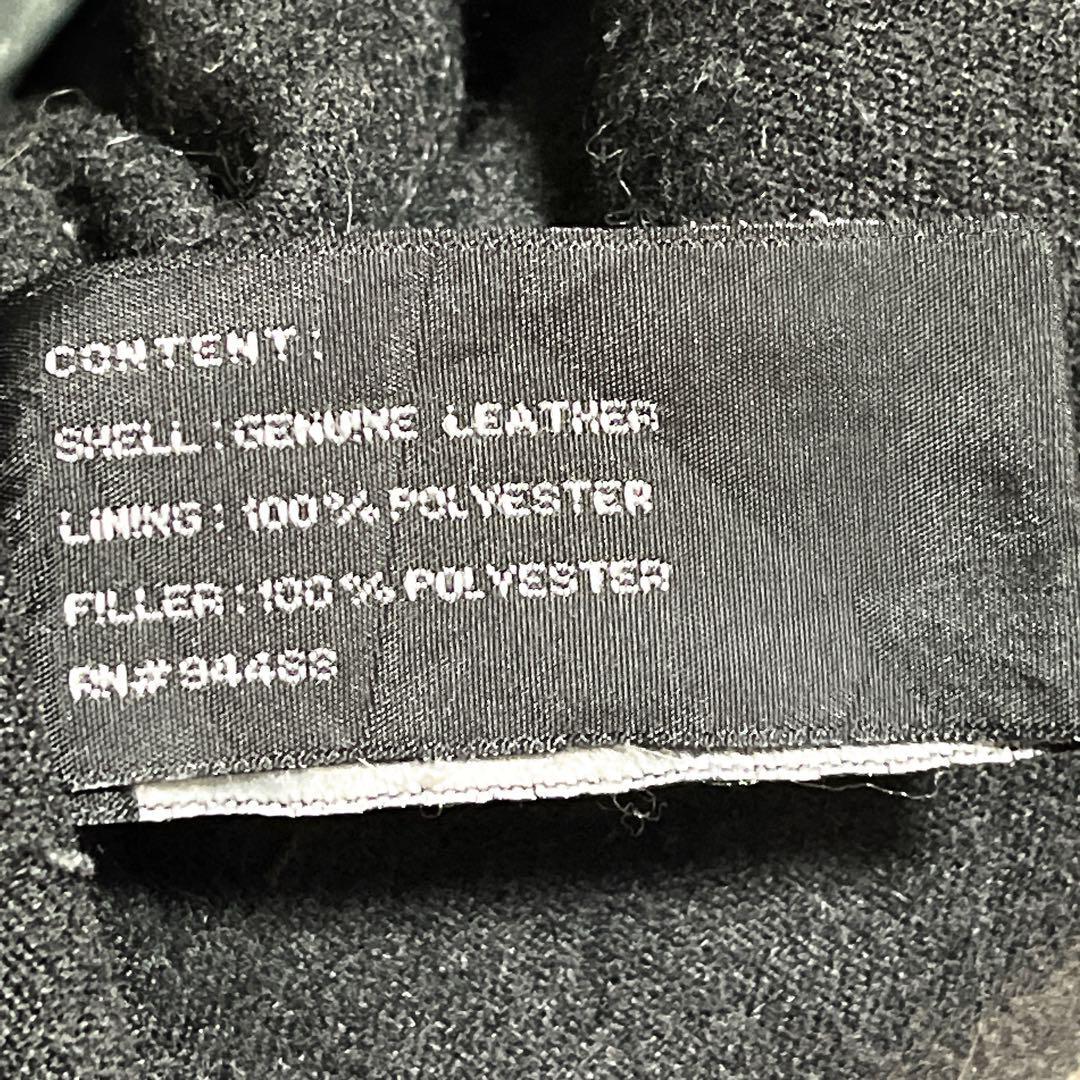 CONTENT:
SHELL: GENUINE LEATHER
LINING: 100% POLYESTER
FILLER: 100% POLYESTER
RN# 94488